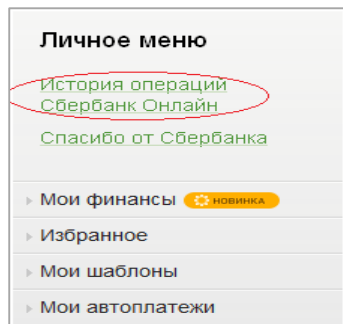 Личное меню
История операций
Сбербанк Онлайн
Спасибо от Сбербанка
Мои финансы НОВИНКА
Избранное
Мои шаблоны
Мои автоплатежи